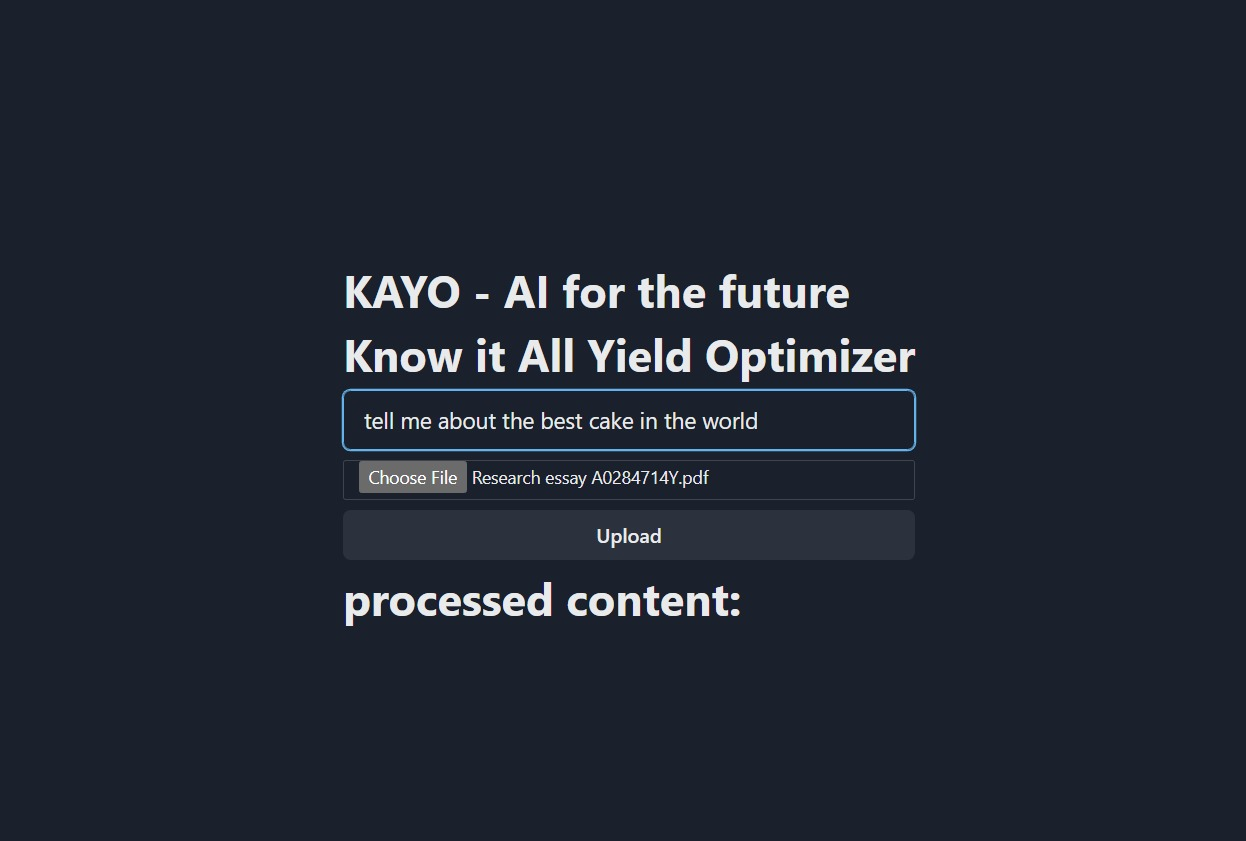 KAYO - AI for the future
Know it All Yield Optimizer
tell me about the best cake in the world
Choose File Research essay A0284714Y.pdf
Upload
processed content: